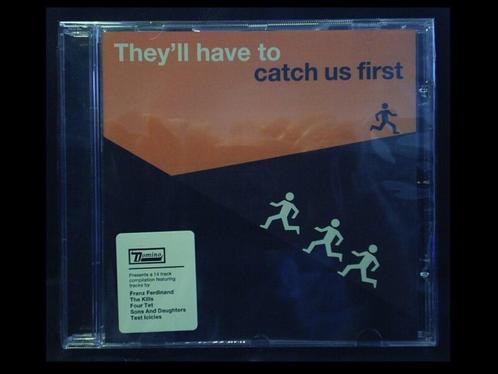 They'll have to
catch us first
Domino
Presents a 14 track
compilation featuring
tracks by
Franz Ferdinand
The Kills
Four Tet
Sons And Daughters
Test Icicles